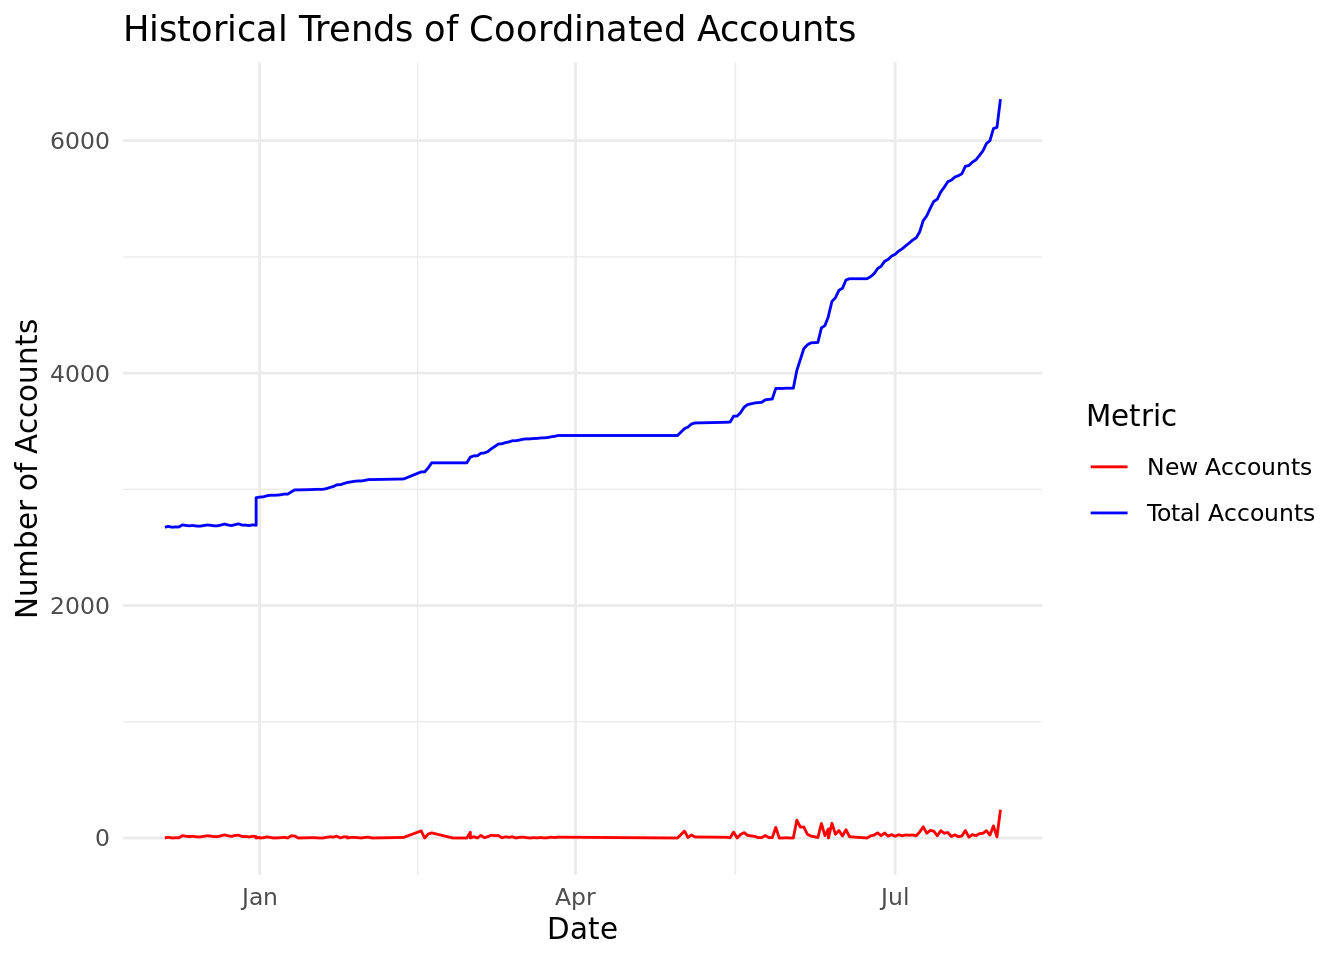 Historical Trends of Coordinated Accounts
Number of Accounts
6000
4000
2000
0
Jan
Apr
Jul
Date
Metric
New Accounts
Total Accounts